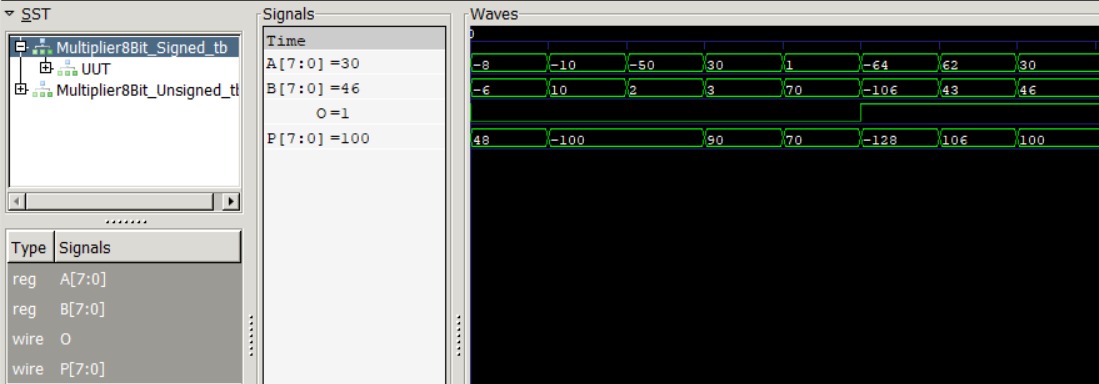 SST
Multiplier8Bit_Signed_tb
UUT
Multiplier8Bit_Unsigned_tl
Type Signals
reg A[7:0]
reg B[7:0]
wire O
wire P[7:0]
Signals
Time
A[7:0] =30
B[7:0] =46
O =1
P[7:0] =100
Waves
0
-8 -10 -50 30 1 -64 62 30
-6 10 2 3 70 -106 43 46
48 -100 90 70 -128 106 100